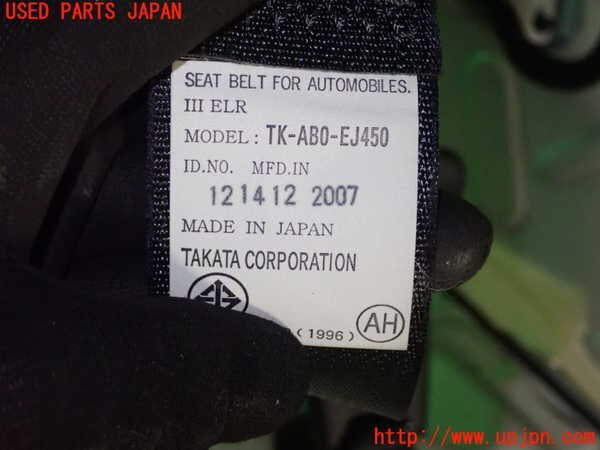 USED PARTS JAPAN
SEAT BELT FOR AUTOMOBILES.
III ELR
MODEL: TK-AB0-EJ450
ID.NO. MFD.IN
121412 2007
MADE IN JAPAN
TAKATA CORPORATION
(1996) AH
http://www.upjpn.com